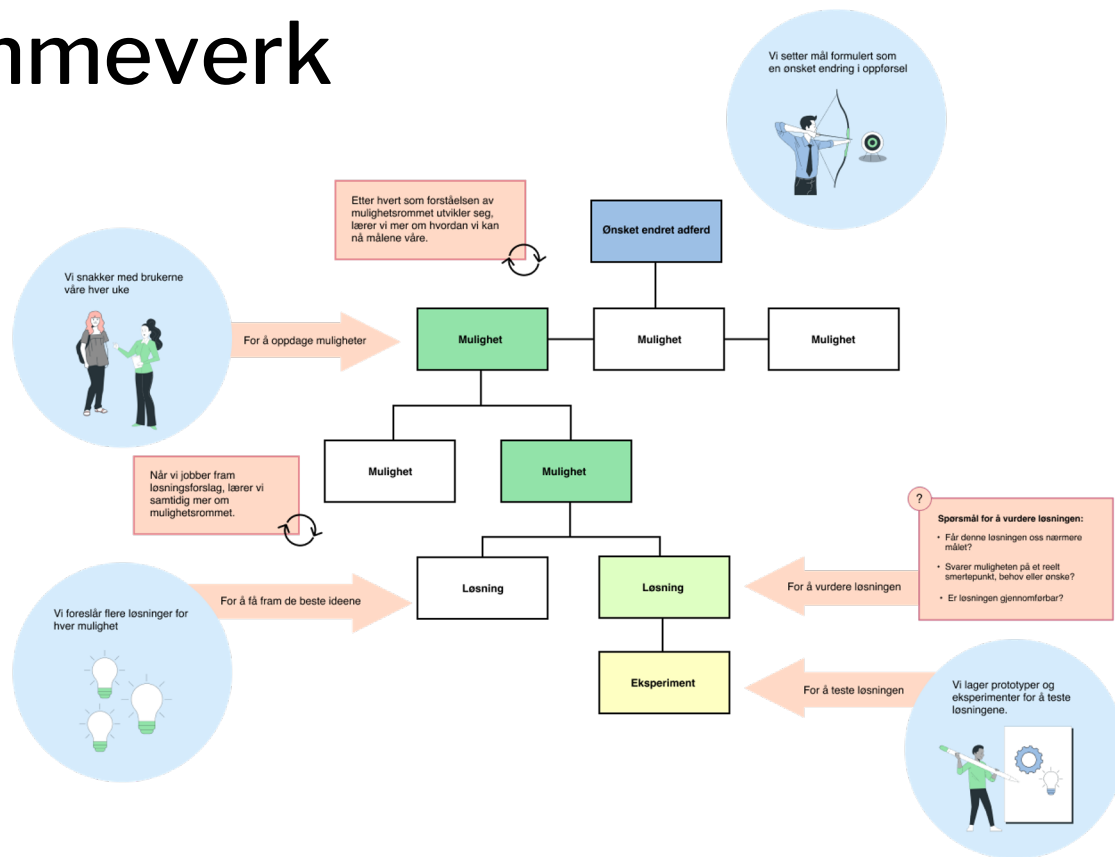 mmeverk
Vi setter mål formulert som
en ønsket endring i oppførsel
Etter hvert som forståelsen av
mulighetsrommet utvikler seg,
lærer vi mer om hvordan vi kan
nå målene våre.
Ønsket endret adferd
Vi snakker med brukerne
våre hver uke
For å oppdage muligheter
Mulighet
Mulighet
Mulighet
Når vi jobber fram
løsningsforslag, lærer vi
samtidig mer om
mulighetsrommet.
Mulighet
Mulighet
?
Spørsmål for å vurdere løsningen:
• Får denne løsningen oss nærmere
målet?
• Svarer muligheten på et reelt
smertepunkt, behov eller ønske?
• Er løsningen gjennomførbar?
Vi foreslår flere løsninger for
hver mulighet
For å få fram de beste ideene
Løsning
Løsning
For å vurdere løsningen
Eksperiment
For å teste løsningen
Vi lager prototyper og
eksperimenter for å teste
løsningene.